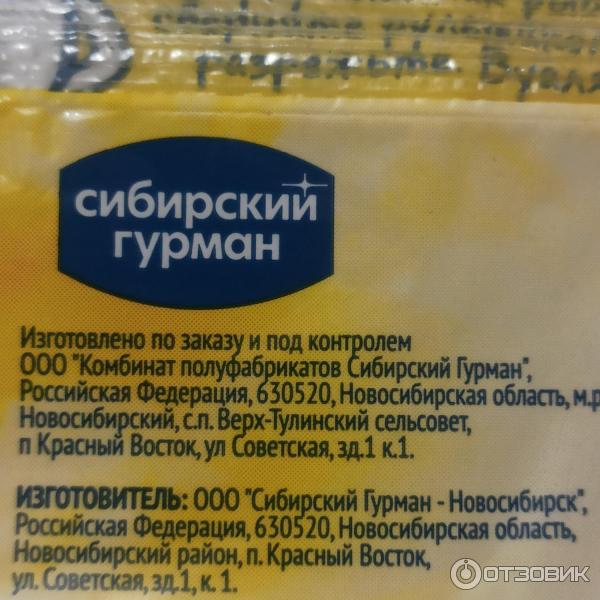 разрежьте. Вуаля
сибирский
гурман
Изготовлено по заказу и под контролем
ООО "Комбинат полуфабрикатов Сибирский Гурман",
Российская Федерация, 630520, Новосибирская область, м.р
Новосибирский, с.п. Верх-Тулинский сельсовет,
п Красный Восток, ул Советская, зд.1 к.1.
ИЗГОТОВИТЕЛЬ: ООО "Сибирский Гурман - Новосибирск",
Российская Федерация, 630520, Новосибирская область,
Новосибирский район, п. Красный Восток,
ул. Советская, зд.1, к. 1.
ОТЗОВИК